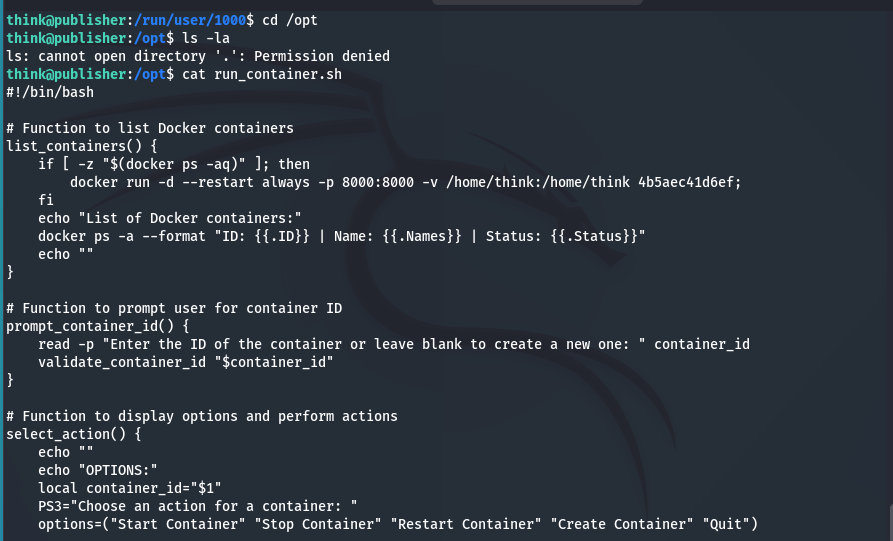 think@publisher:/run/user/1000$ cd /opt
think@publisher:/opt$ ls -la
ls: cannot open directory '.': Permission denied
think@publisher:/opt$ cat run_container.sh
#!/bin/bash

# Function to list Docker containers
list_containers() {
    if [ -z "$(docker ps -aq)" ]; then
        docker run -d --restart always -p 8000:8000 -v /home/think:/home/think 4b5aec41d6ef;
    fi
    echo "List of Docker containers:"
    docker ps -a --format "ID: {{.ID}} | Name: {{.Names}} | Status: {{.Status}}"
    echo ""
}

# Function to prompt user for container ID
prompt_container_id() {
    read -p "Enter the ID of the container or leave blank to create a new one: " container_id
    validate_container_id "$container_id"
}

# Function to display options and perform actions
select_action() {
    echo ""
    echo "OPTIONS:"
    local container_id="$1"
    PS3="Choose an action for a container: "
    options=("Start Container" "Stop Container" "Restart Container" "Create Container" "Quit")